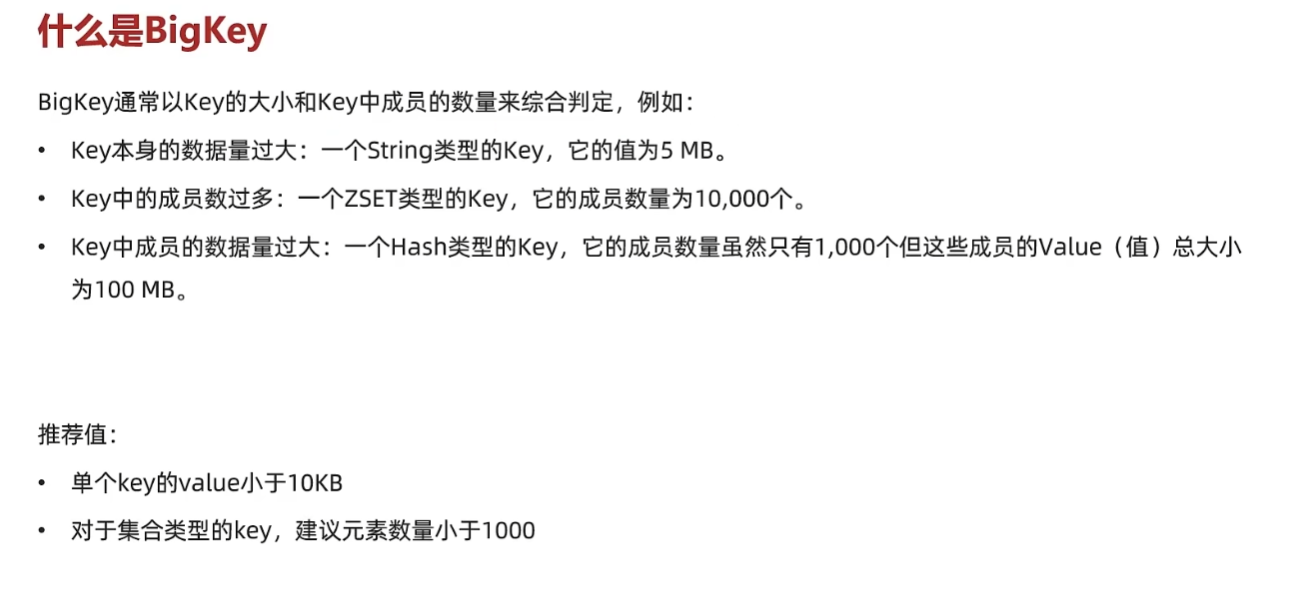 什么是BigKey
BigKey通常以Key的大小和Key中成员的数量来综合判定，例如：
• Key本身的数据量过大：一个String类型的Key，它的值为5 MB。
• Key中的成员数过多：一个ZSET类型的Key，它的成员数量为10,000个。
• Key中成员的数据量过大：一个Hash类型的Key，它的成员数量虽然只有1,000个但这些成员的Value（值）总大小
为100 MB。
推荐值：
• 单个key的value小于10KB
• 对于集合类型的key，建议元素数量小于1000